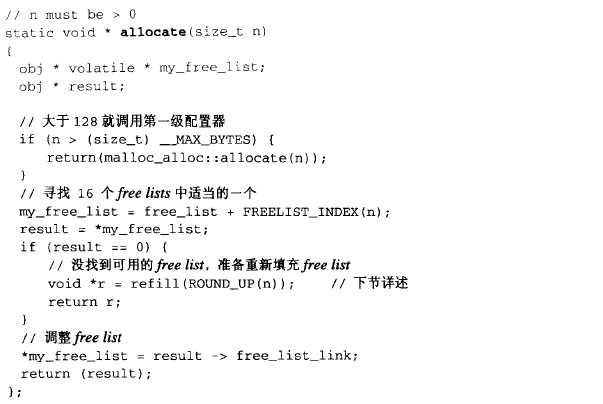 // n must be > 0
static void * allocate(size_t n)
{
  obj * volatile * my_free_list;
  obj * result;

  // 大于 128 就调用第一级配置器
  if (n > (size_t) __MAX_BYTES) {
     return(malloc_alloc::allocate(n));
  }
  // 寻找 16 个 free lists 中适当的一个
  my_free_list = free_list + FREELIST_INDEX(n);
  result = *my_free_list;
  if (result == 0) {
     // 没找到可用的 free list，准备重新填充 free list
     void *r = refill(ROUND_UP(n));    // 下节详述
     return r;
  }
  // 调整 free list
  *my_free_list = result -> free_list_link;
  return (result);
};